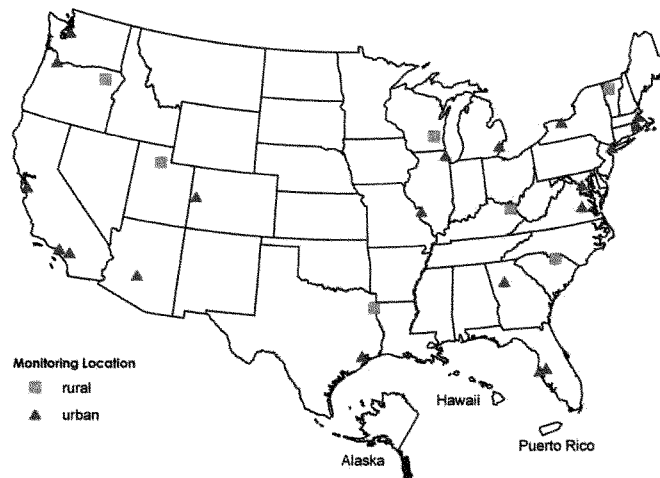 Hawaii
Puerto Rico
Alaska
Monitoring Location
rural
urban